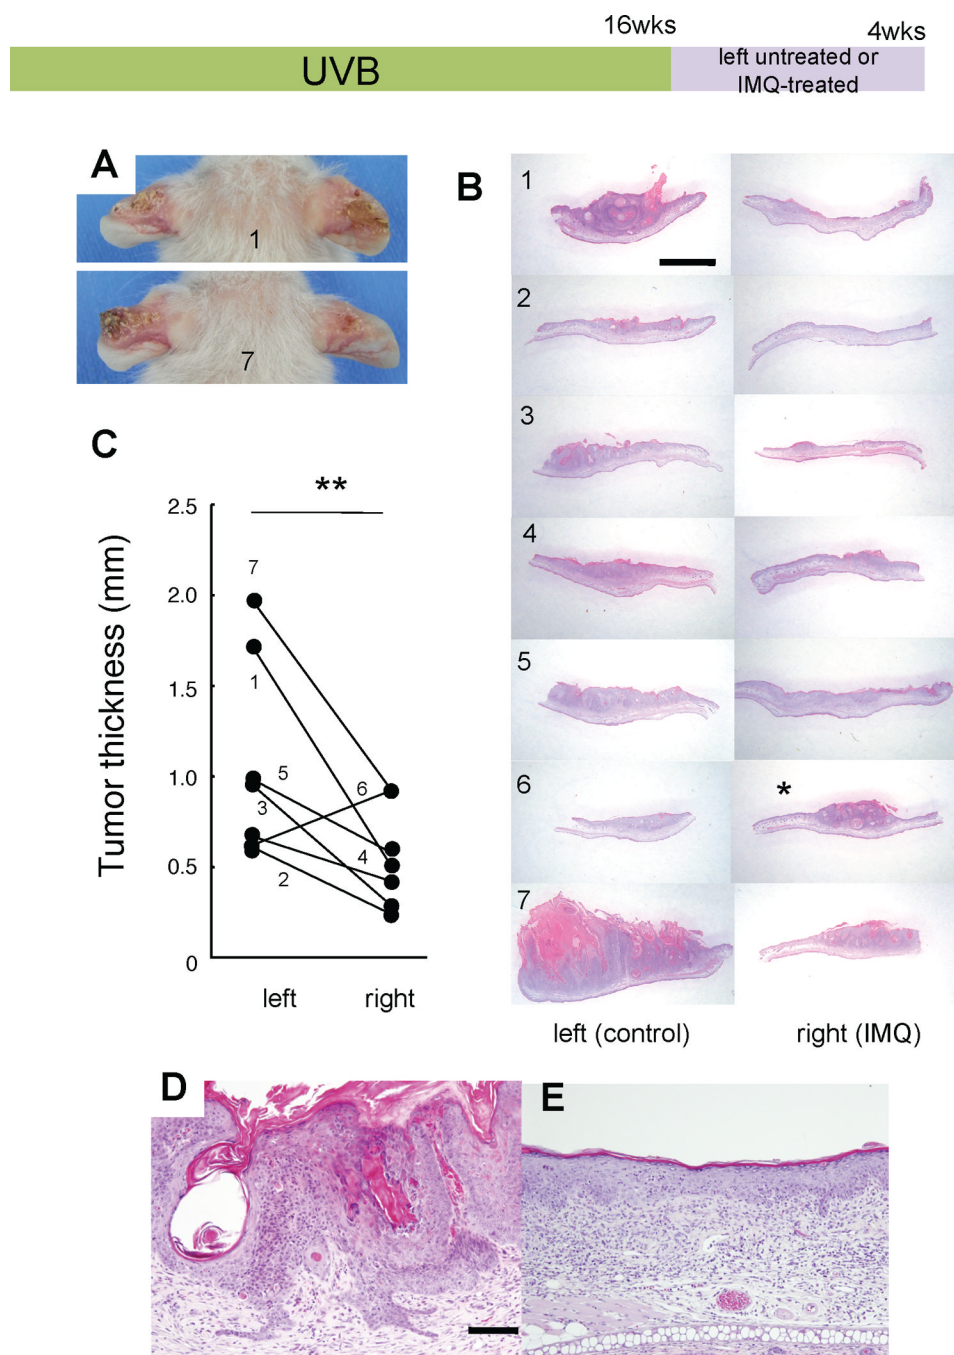 16wks
4wks
UVB
left untreated or
IMQ-treated
A
1
7
B
1
2
3
4
5
6
*
7
left (control)
right (IMQ)
C
**
Tumor thickness (mm)
2.5
2.0
1.5
1.0
0.5
0
7
1
5
6
3
4
2
left
right
D
E